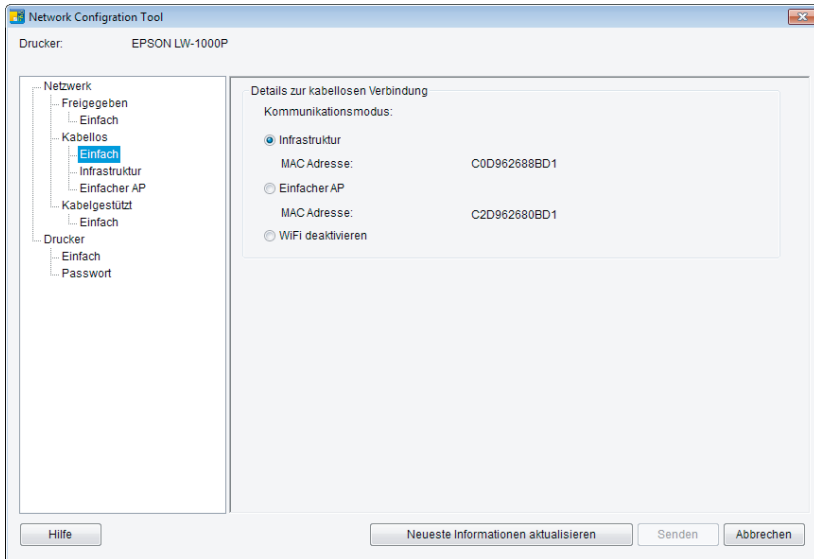 Network Configration Tool
Drucker: EPSON LW-1000P
Netzwerk
Freigegeben
Einfach
Kabellos
Einfach
Infrastruktur
Einfacher AP
Kabelgestützt
Einfach
Drucker
Einfach
Passwort
Details zur kabellosen Verbindung
Kommunikationsmodus:
Infrastruktur
MAC Adresse: C0D962688BD1
Einfacher AP
MAC Adresse: C2D962680BD1
WiFi deaktivieren
Hilfe Neueste Informationen aktualisieren Senden Abbrechen